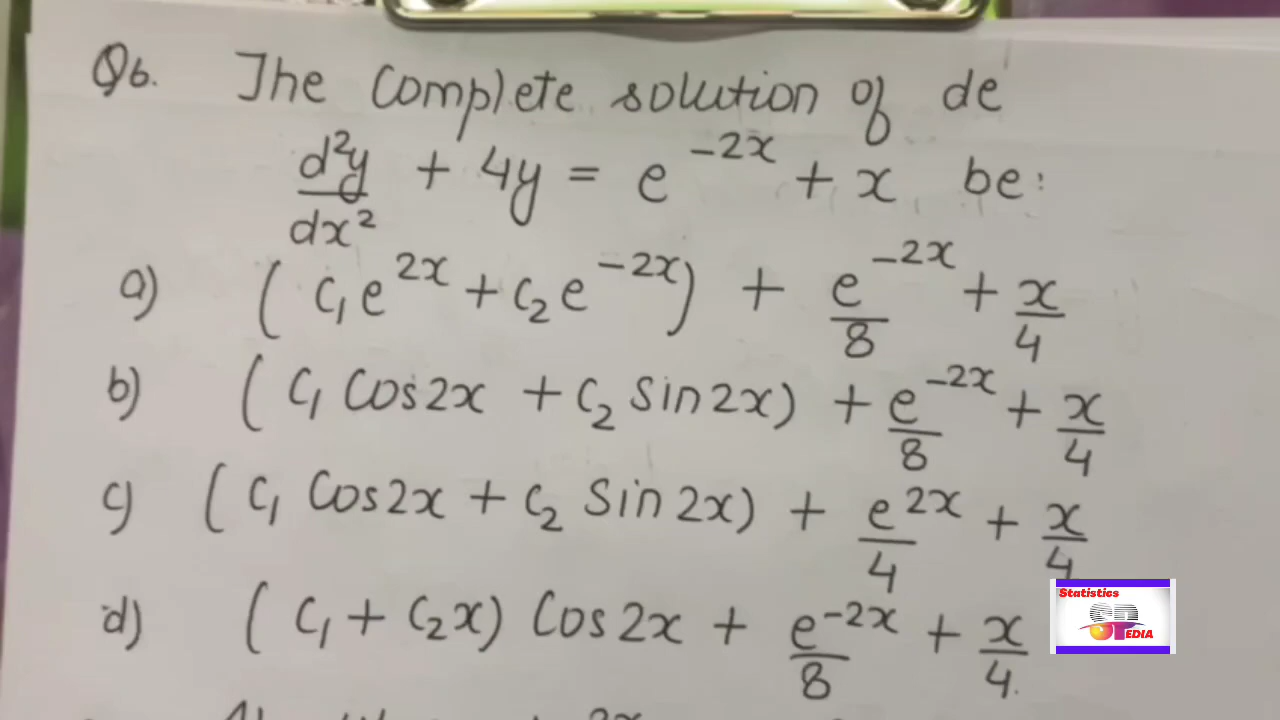 Q6. The Complete solution of de
d²y/dx² + 4y = e^-2x + x be:
a) (C₁e^2x + C₂e^-2x) + e^-2x/8 + x/4
b) (C₁ Cos2x + C₂ Sin2x) + e^-2x/8 + x/4
c) (C₁ Cos2x + C₂ Sin2x) + e^2x/4 + x/4
d) (C₁ + C₂x) Cos2x + e^-2x/8 + x/4.
Statistics
EDIA